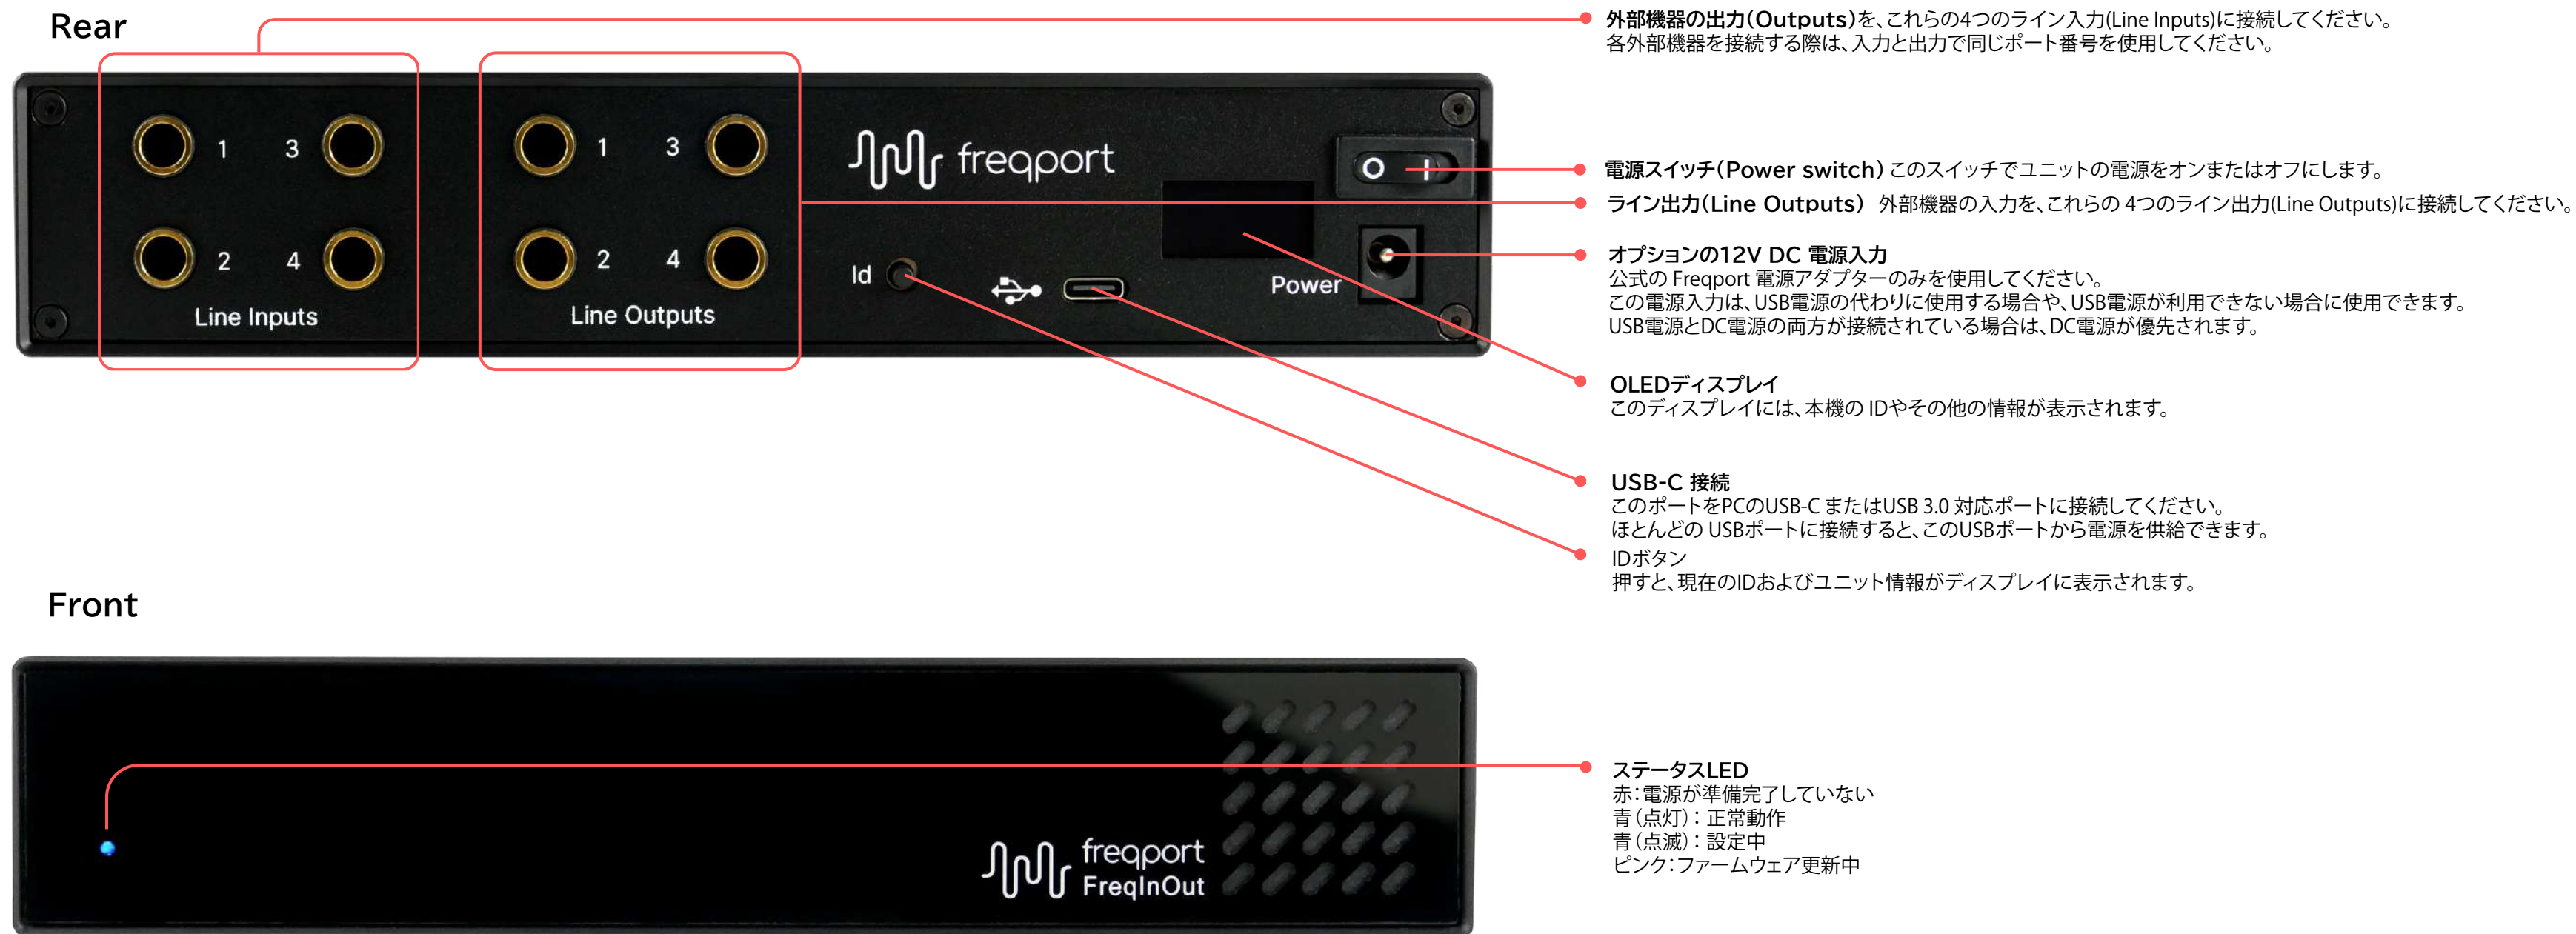 Rear
外部機器の出力(Outputs)を、これらの4つのライン入力(Line Inputs)に接続してください。
各外部機器を接続する際は、入力と出力で同じポート番号を使用してください。
1 3
2 4
Line Inputs
1 3
2 4
Line Outputs
freqport
Id
Power
O I
電源スイッチ(Power switch) このスイッチでユニットの電源をオンまたはオフにします。
ライン出力(Line Outputs) 外部機器の入力を、これらの 4つのライン出力(Line Outputs)に接続してください。
オプションの12V DC 電源入力
公式の Freqport 電源アダプターのみを使用してください。
この電源入力は、USB電源の代わりに使用する場合や、USB電源が利用できない場合に使用できます。
USB電源とDC電源の両方が接続されている場合は、DC電源が優先されます。
OLEDディスプレイ
このディスプレイには、本機の IDやその他の情報が表示されます。
USB-C 接続
このポートをPCのUSB-C またはUSB 3.0 対応ポートに接続してください。
ほとんどの USBポートに接続すると、このUSBポートから電源を供給できます。
IDボタン
押すと、現在のIDおよびユニット情報がディスプレイに表示されます。
Front
freqport
FreqInOut
ステータスLED
赤：電源が準備完了していない
青（点灯）： 正常動作
青（点滅）： 設定中
ピンク：ファームウェア更新中